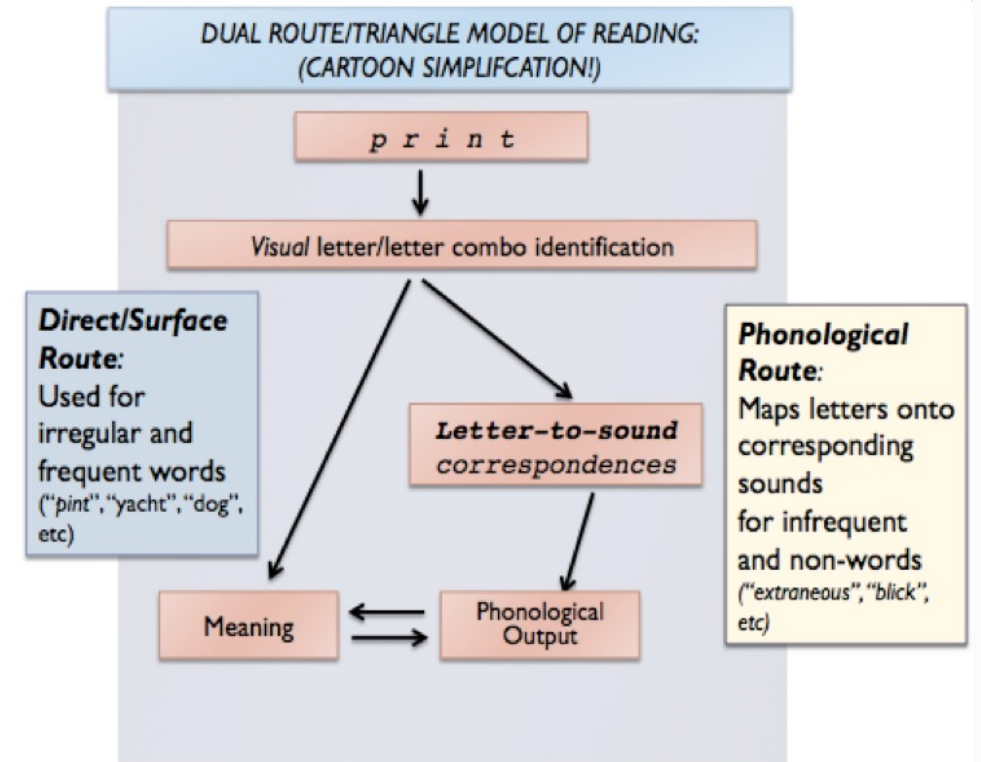 DUAL ROUTE/TRIANGLE MODEL OF READING:
(CARTOON SIMPLIFCATION!)
p r i n t
Visual letter/letter combo identification
Direct/Surface
Route:
Used for
irregular and
frequent words
("pint", "yacht", "dog",
etc)
Letter-to-sound
correspondences
Phonological
Route:
Maps letters onto
corresponding
sounds
for infrequent
and non-words
("extraneous", "blick",
etc)
Meaning
Phonological
Output